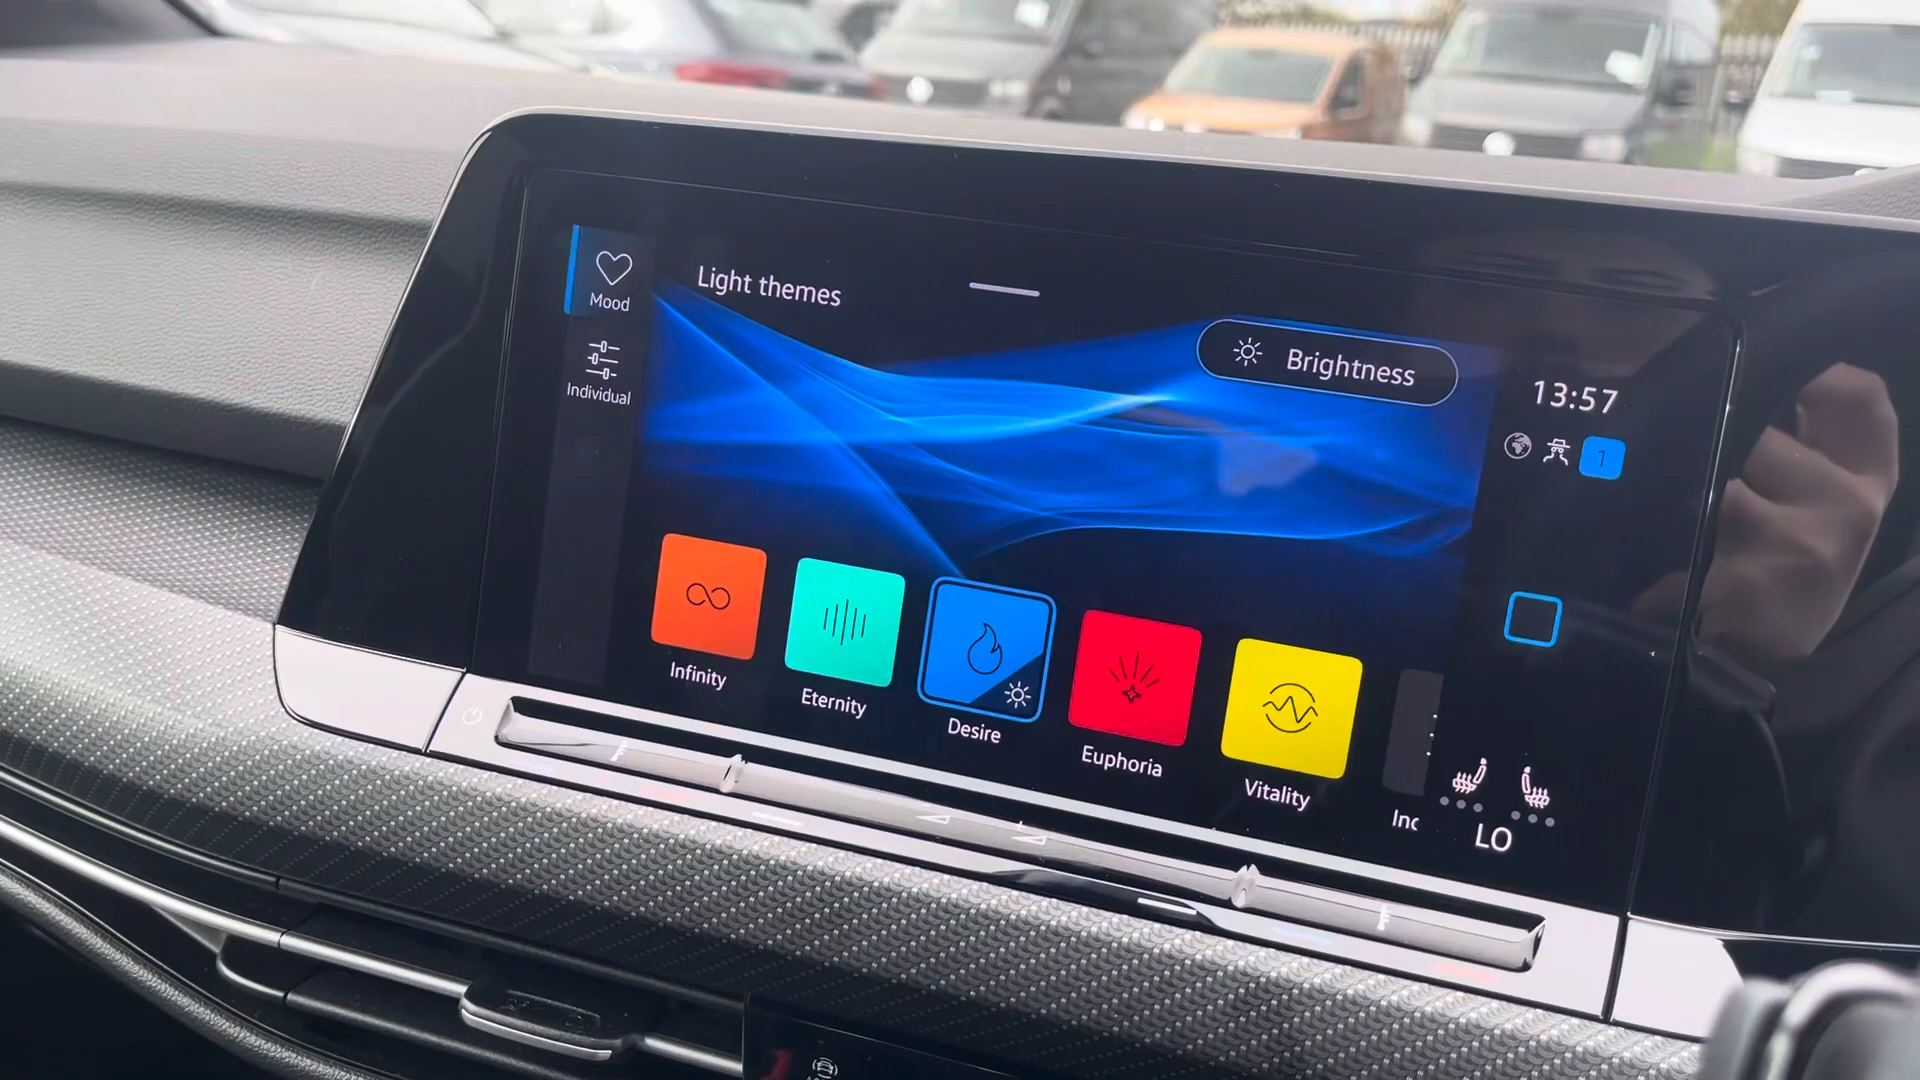 Light themes
Mood
Individual
Brightness
13:57
1
Infinity
Eternity
Desire
Euphoria
Vitality
Inc
LO